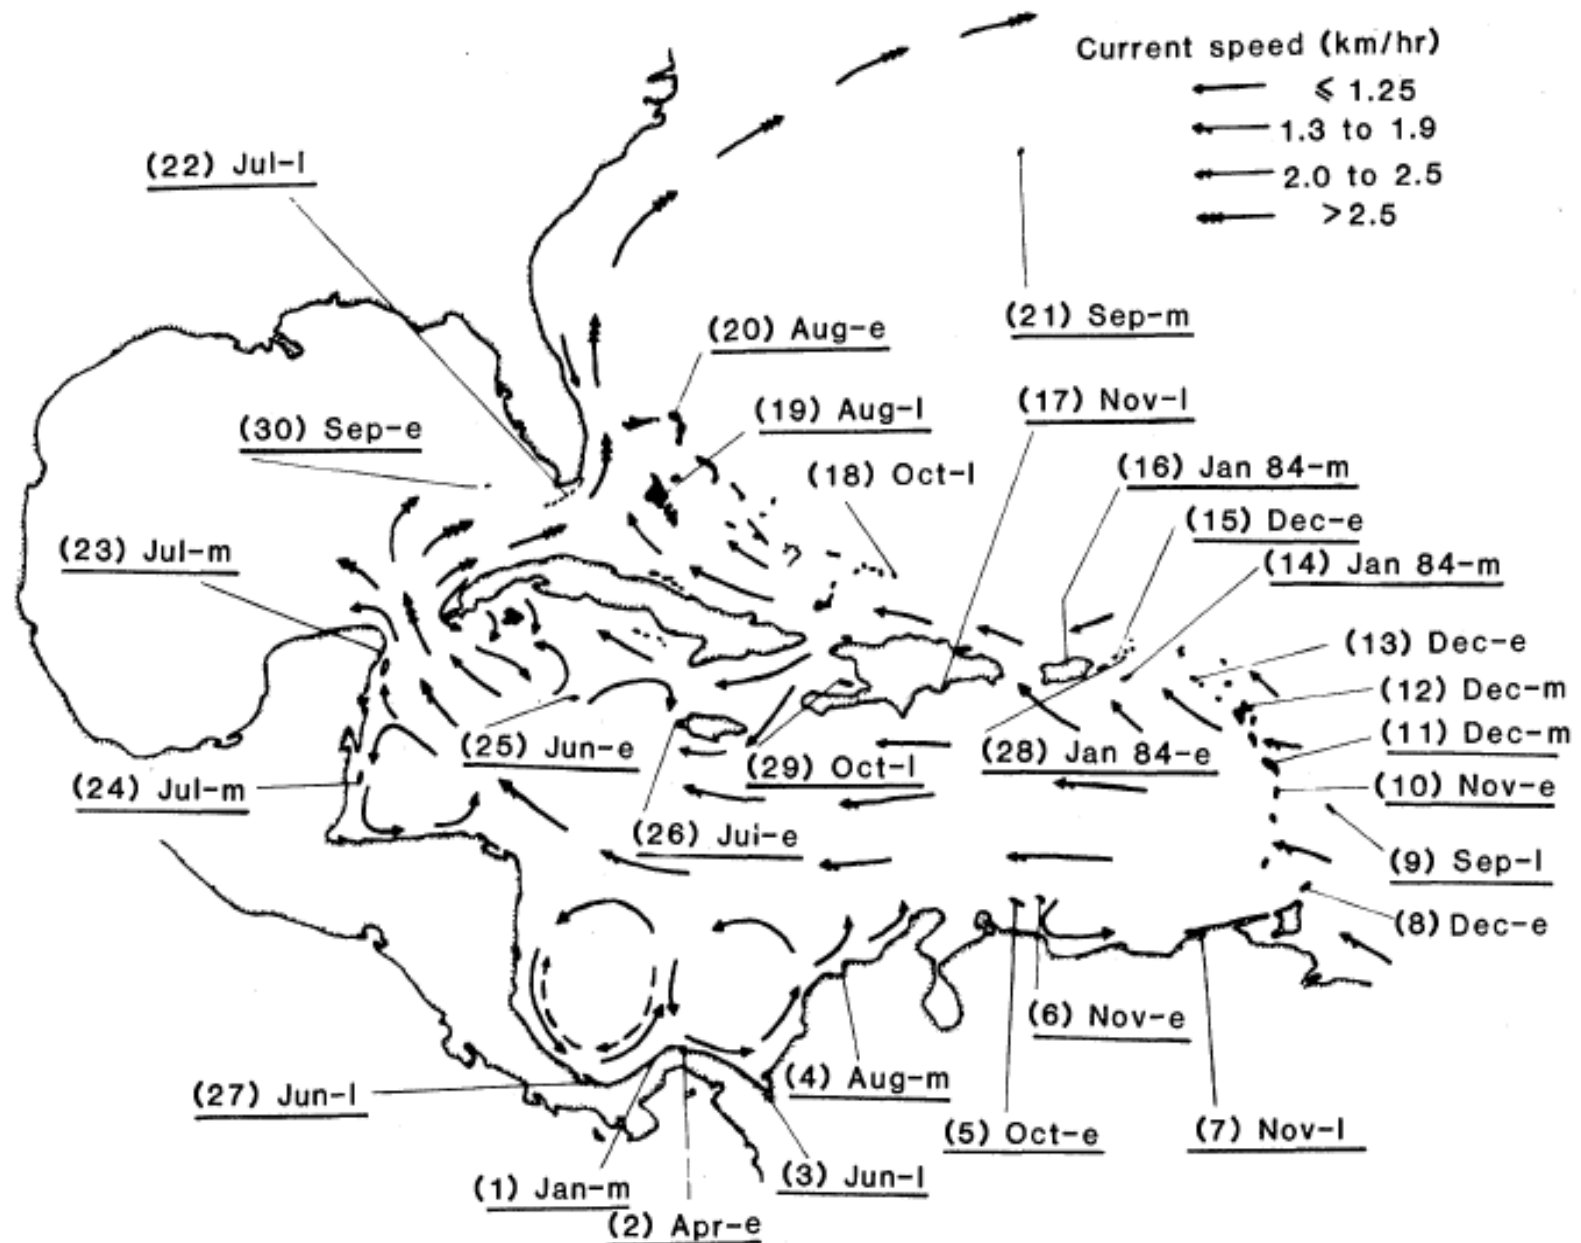 Current speed (km/hr)
⩽ 1.25
1.3 to 1.9
2.0 to 2.5
>2.5
(22) Jul-l
(21) Sep-m
(20) Aug-e
(19) Aug-l
(17) Nov-l
(30) Sep-e
(18) Oct-l
(16) Jan 84-m
(15) Dec-e
(23) Jul-m
(14) Jan 84-m
(13) Dec-e
(12) Dec-m
(11) Dec-m
(25) Jun-e
(28) Jan 84-e
(29) Oct-l
(24) Jul-m
(10) Nov-e
(26) Jui-e
(9) Sep-l
(8) Dec-e
(6) Nov-e
(27) Jun-l
(4) Aug-m
(5) Oct-e
(7) Nov-l
(3) Jun-l
(1) Jan-m
(2) Apr-e